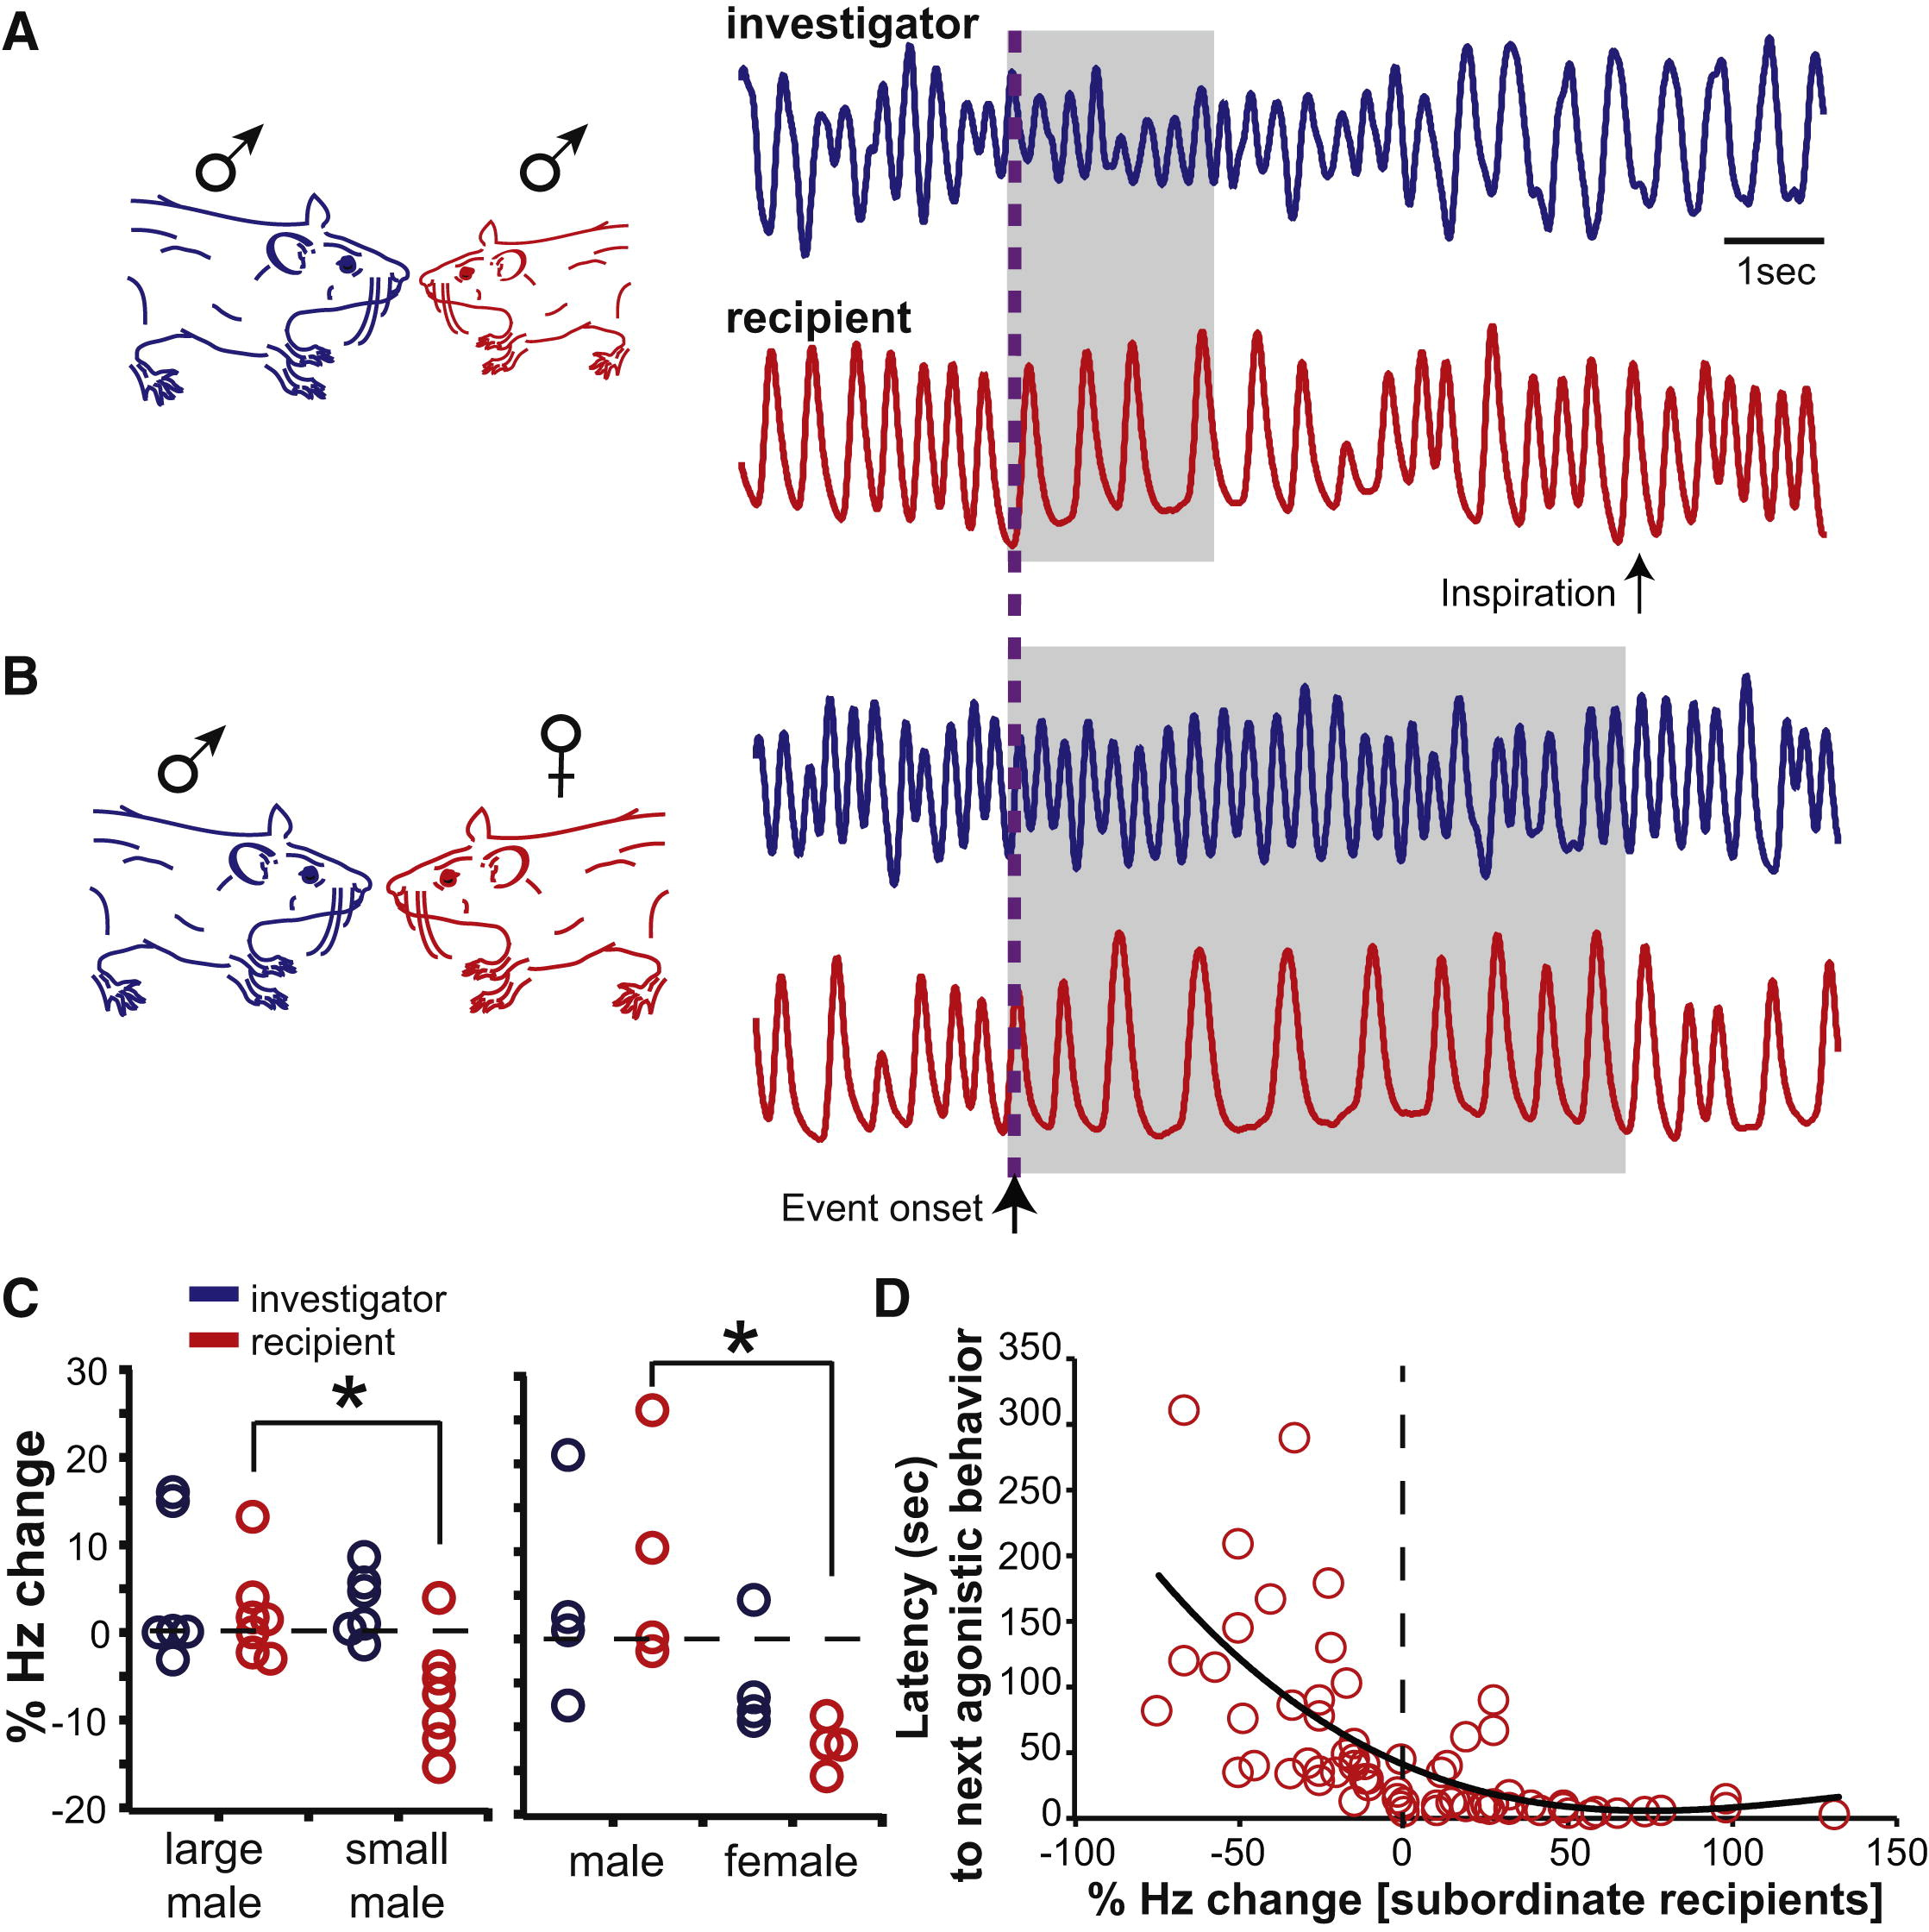 A
investigator
1sec
recipient
Inspiration
B
Event onset
C
investigator
recipient
% Hz change
30
20
10
0
-10
-20
*
*
large
male
small
male
male
female
D
Latency (sec)
to next agonistic behavior
350
300
250
200
150
100
50
0
-100
-50
0
50
100
150
% Hz change [subordinate recipients]